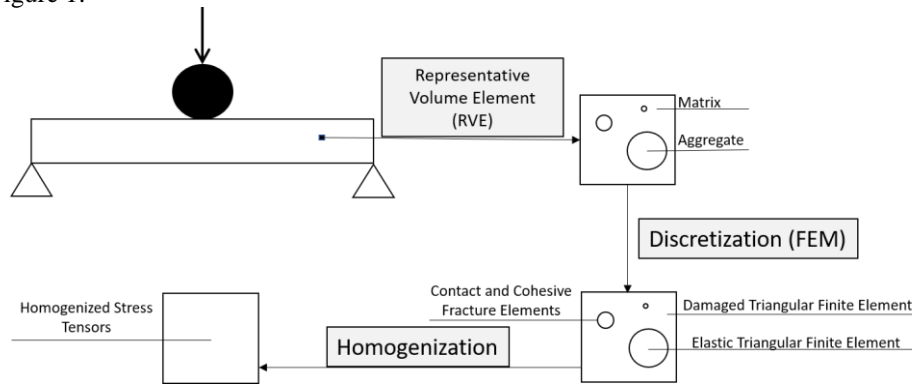 igure 1.
Representative
Volume Element
(RVE)
Matrix
Aggregate
Discretization (FEM)
Contact and Cohesive
Fracture Elements
Damaged Triangular Finite Element
Elastic Triangular Finite Element
Homogenized Stress
Tensors
Homogenization